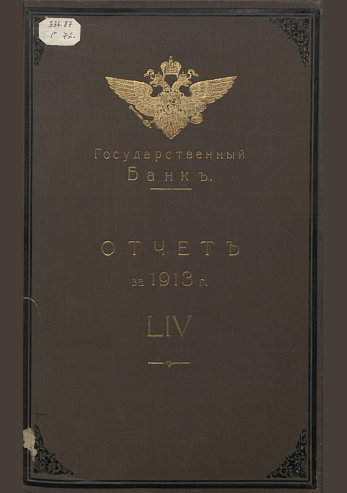 336.87
Г 72.
Государственный
Банкъ.
ОТЧЕТЪ
за 1913 г.
LIV